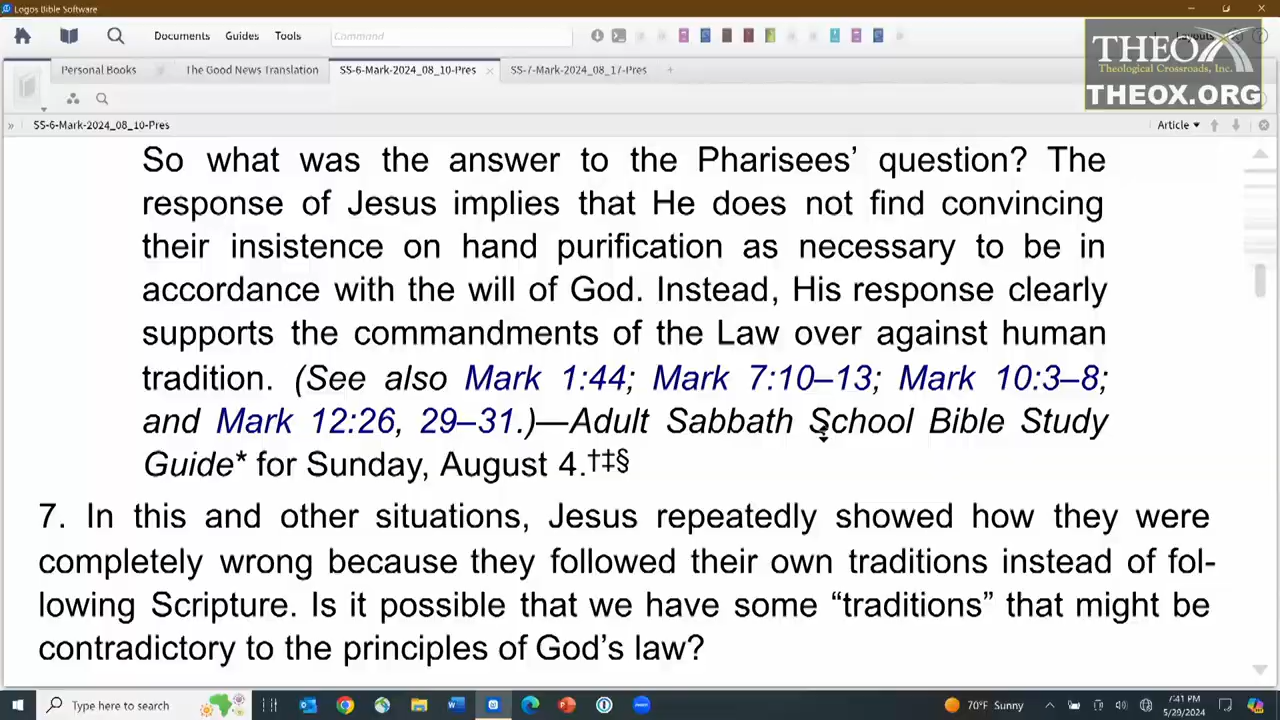 Logos Bible Software
Documents Guides Tools Command
THEOX
Theological Crossroads, Inc.
THEOX.ORG
Personal Books The Good News Translation SS-6-Mark-2024_08_10-Pres SS-7-Mark-2024_08_17-Pres
SS-6-Mark-2024_08_10-Pres Article
So what was the answer to the Pharisees’ question? The
response of Jesus implies that He does not find convincing
their insistence on hand purification as necessary to be in
accordance with the will of God. Instead, His response clearly
supports the commandments of the Law over against human
tradition. (See also Mark 1:44; Mark 7:10–13; Mark 10:3–8;
and Mark 12:26, 29–31.)—Adult Sabbath School Bible Study
Guide* for Sunday, August 4.†‡§
7. In this and other situations, Jesus repeatedly showed how they were
completely wrong because they followed their own traditions instead of fol-
lowing Scripture. Is it possible that we have some “traditions” that might be
contradictory to the principles of God’s law?
Type here to search 70°F Sunny 7:41 PM
5/29/2024